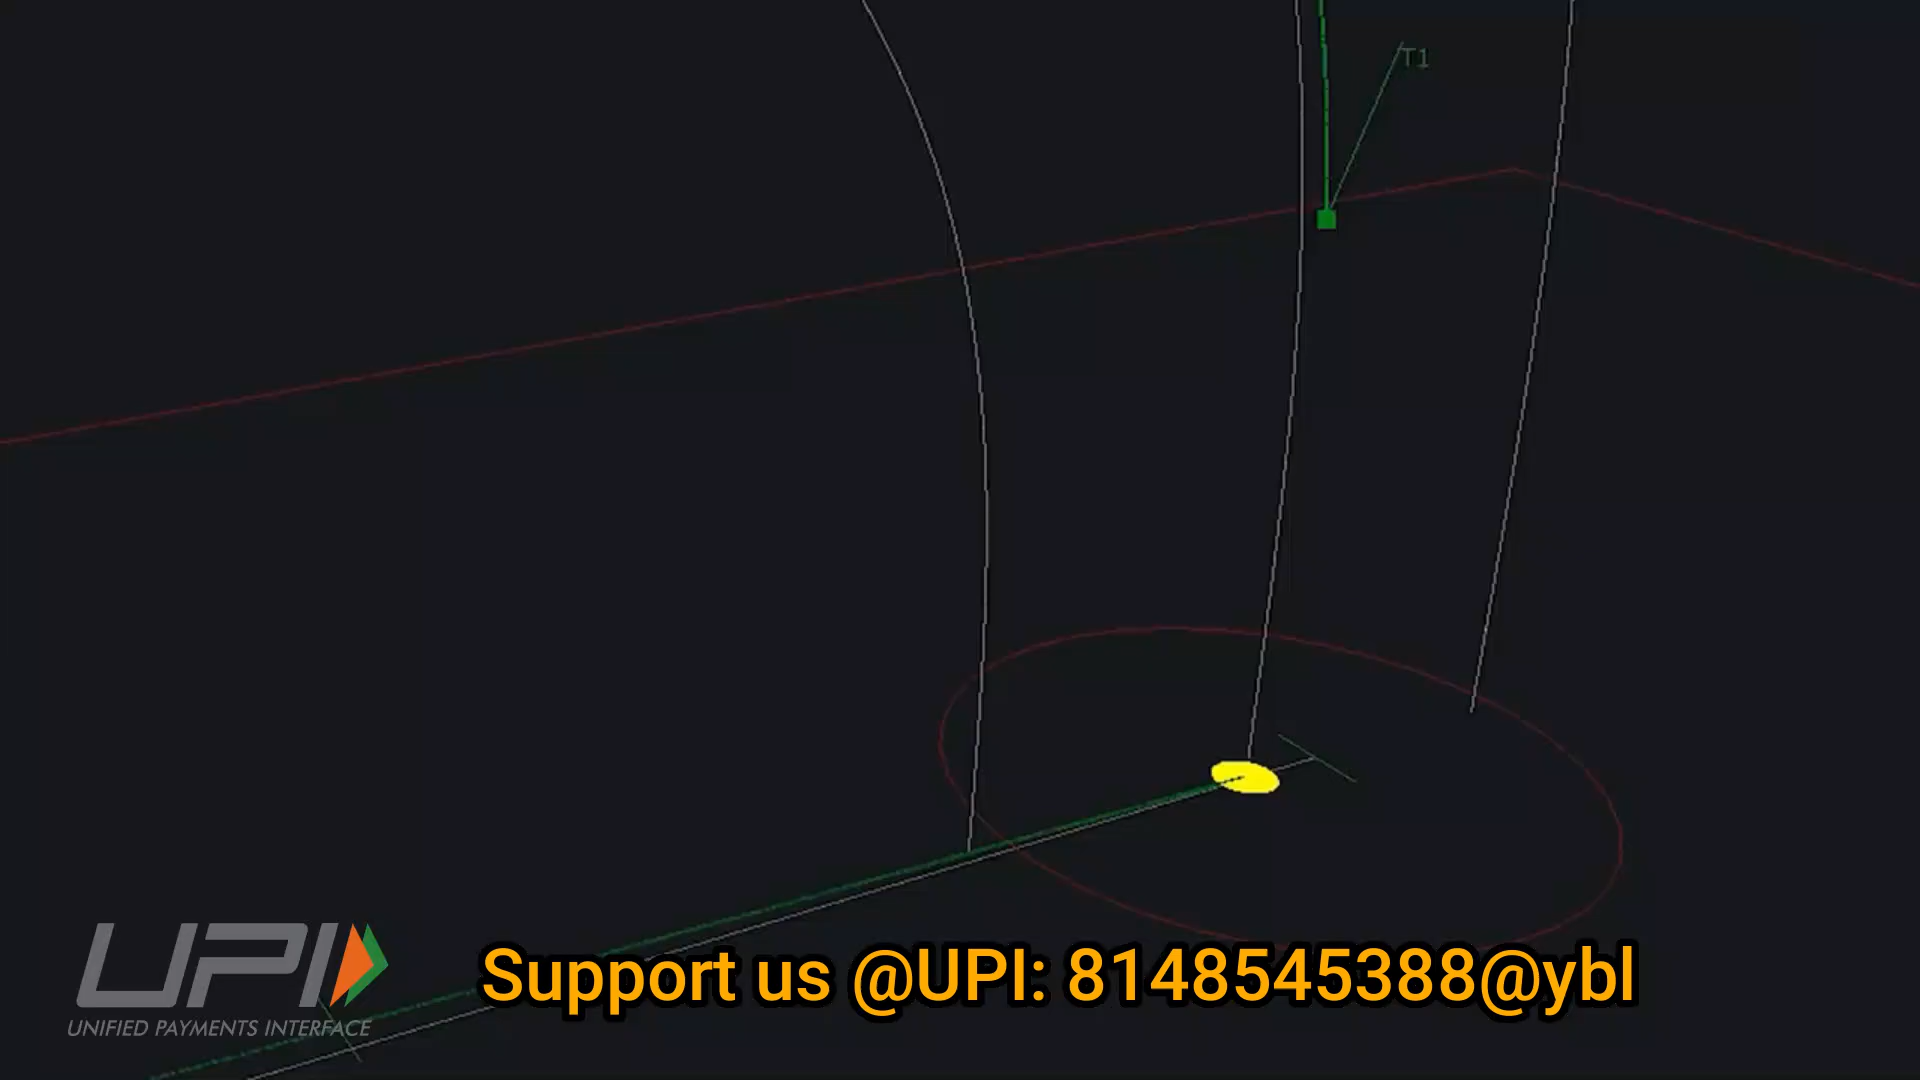 T1
UPI
UNIFIED PAYMENTS INTERFACE
Support us @UPI: 8148545388@ybl